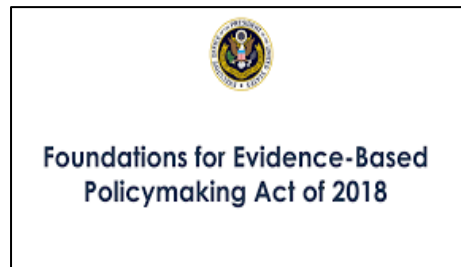 Foundations for Evidence-Based
Policymaking Act of 2018